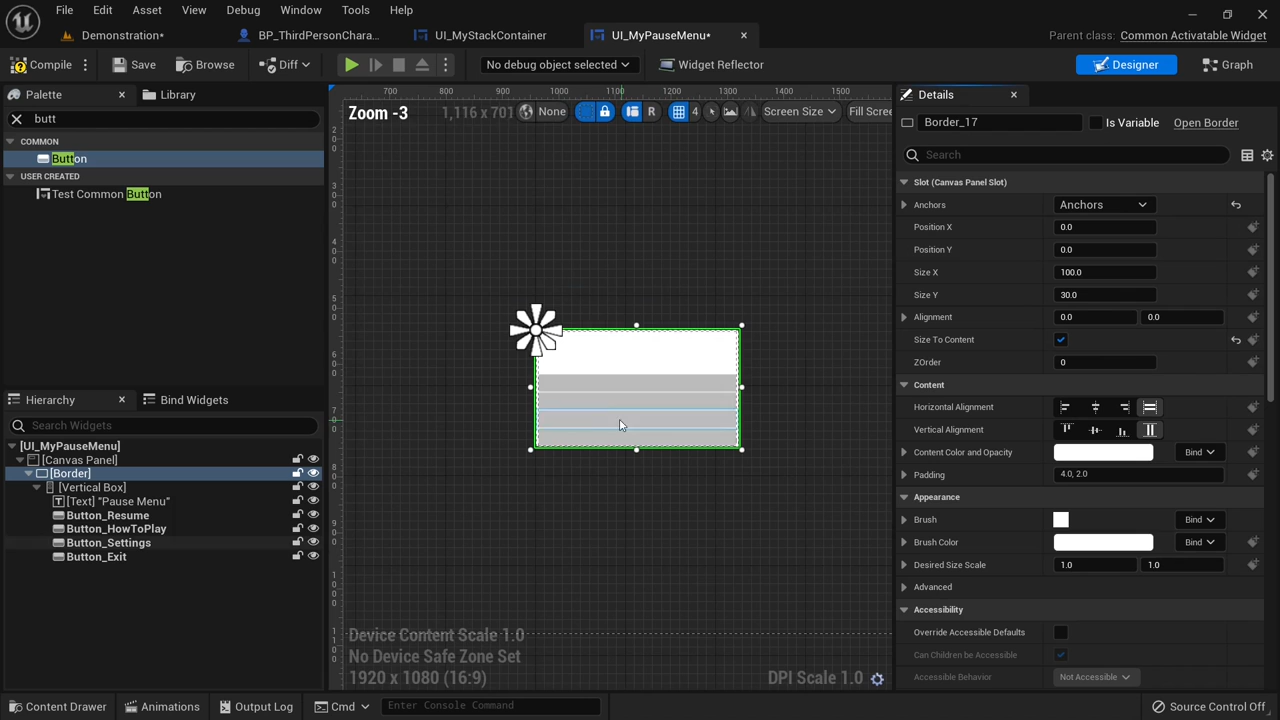 File Edit Asset View Debug Window Tools Help
Demonstration* BP_ThirdPersonChara... UI_MyStackContainer UI_MyPauseMenu* Parent class: Common Activatable Widget
Compile Save Browse Diff No debug object selected Widget Reflector Designer Graph
Palette Library
butt
COMMON
Button
USER CREATED
Test Common Button
Hierarchy Bind Widgets
Search Widgets
[UI_MyPauseMenu]
[Canvas Panel]
[Border]
[Vertical Box]
[Text] "Pause Menu"
Button_Resume
Button_HowToPlay
Button_Settings
Button_Exit
700 800 900 1000 1100 1200 1300 1400 1500
Zoom -3 1,116 x 701 None R 4 Screen Size Fill Scree
200
300
400
500
600
700
800
900
1000
Device Content Scale 1.0
No Device Safe Zone Set
1920 x 1080 (16:9) DPI Scale 1.0
Details
Border_17 Is Variable Open Border
Search
Slot (Canvas Panel Slot)
Anchors Anchors
Position X 0.0
Position Y 0.0
Size X 100.0
Size Y 30.0
Alignment 0.0 0.0
Size To Content
ZOrder 0
Content
Horizontal Alignment
Vertical Alignment
Content Color and Opacity Bind
Padding 4.0, 2.0
Appearance
Brush Bind
Brush Color Bind
Desired Size Scale 1.0 1.0
Advanced
Accessibility
Override Accessible Defaults
Can Children be Accessible
Accessible Behavior Not Accessible
Content Drawer Animations Output Log Cmd Enter Console Command Source Control Off